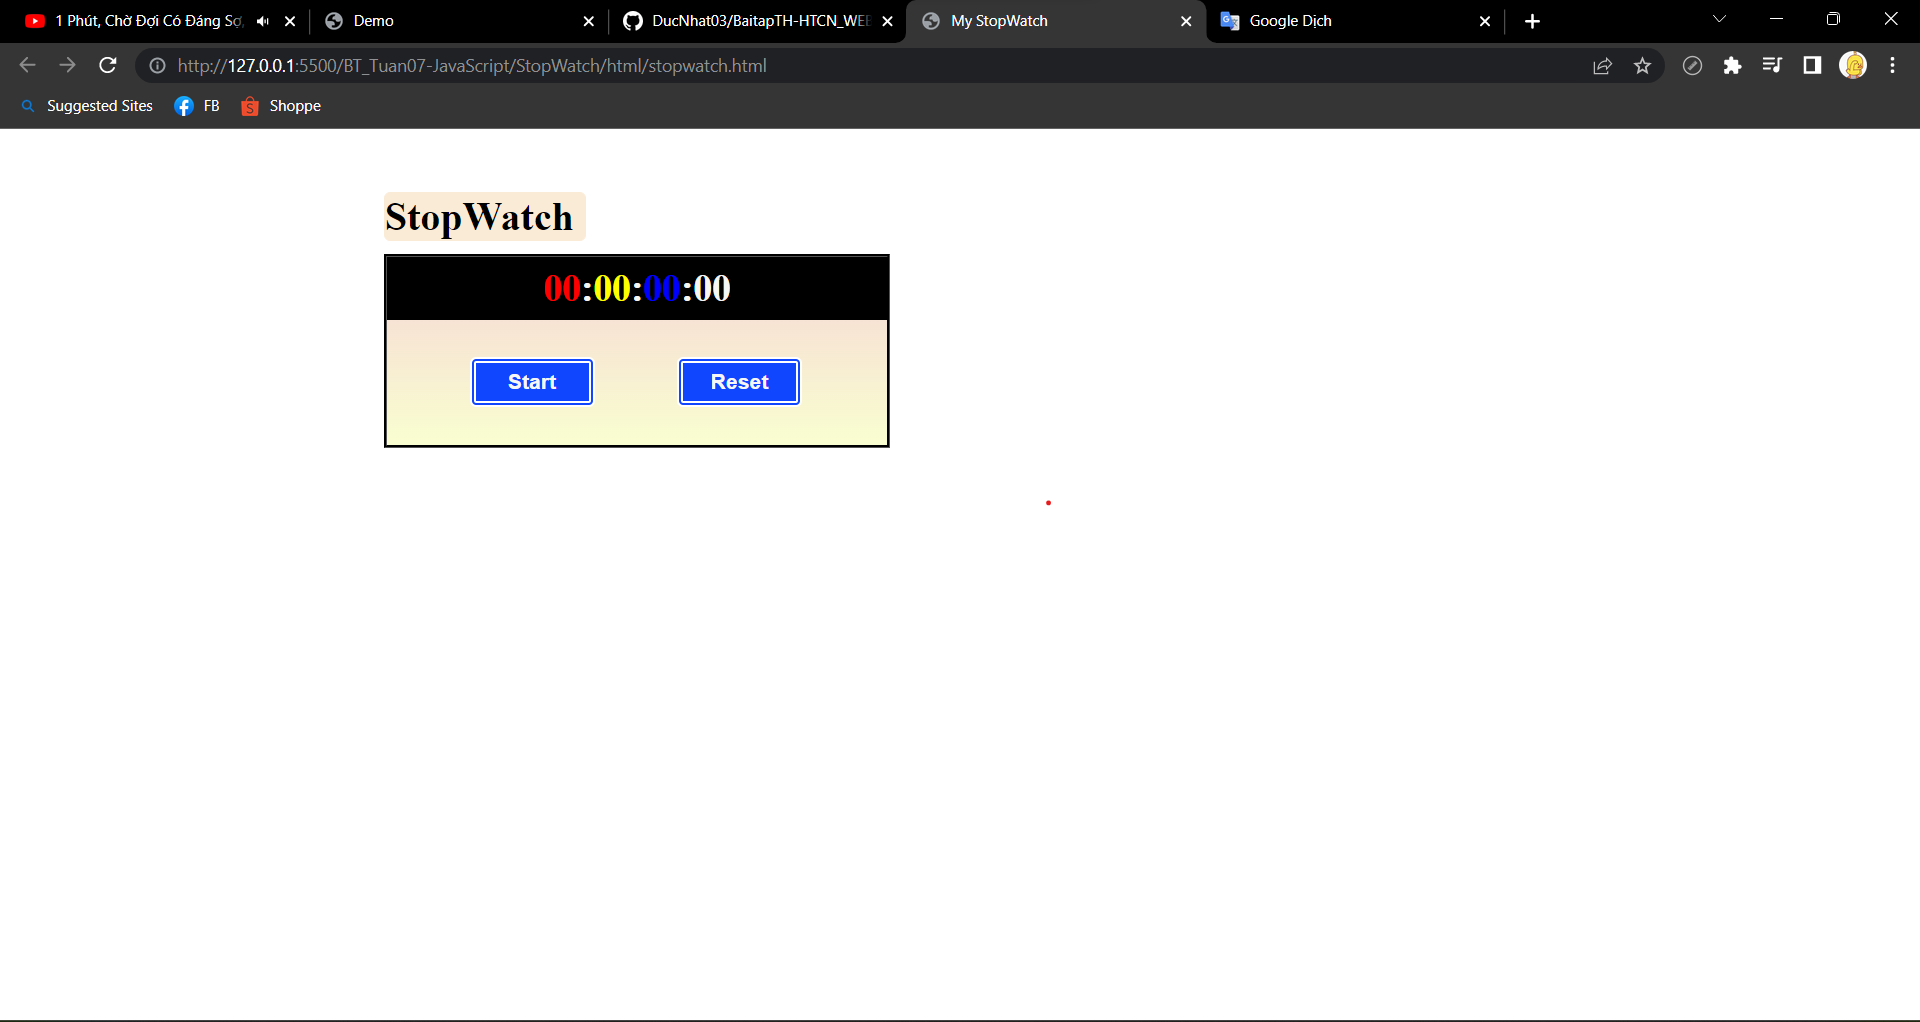 1 Phút, Chờ Đợi Có Đáng Sợ,
Demo
DucNhat03/BaitapTH-HTCN_WEB
My StopWatch
Google Dịch
http://127.0.0.1:5500/BT_Tuan07-JavaScript/StopWatch/html/stopwatch.html
Suggested Sites
FB
Shoppe
StopWatch
00:00:00:00
Start
Reset